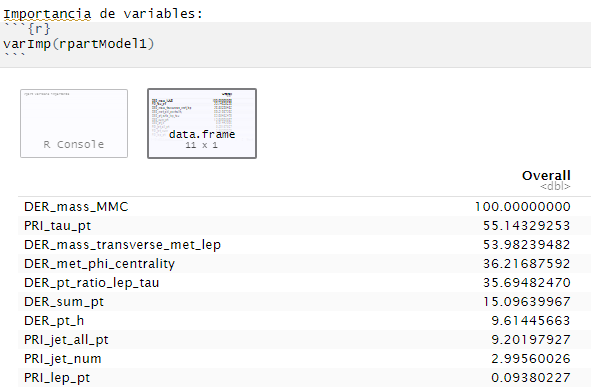 Importancia de variables:
```{r}
varImp(rpartModel1)
```
R Console
data.frame
11 x 1
Overall
<dbl>
DER_mass_MMC 100.00000000
PRI_tau_pt 55.14329253
DER_mass_transverse_met_lep 53.98239482
DER_met_phi_centrality 36.21687592
DER_pt_ratio_lep_tau 35.69482470
DER_sum_pt 15.09639967
DER_pt_h 9.61445663
PRI_jet_all_pt 9.20197927
PRI_jet_num 2.99560026
PRI_lep_pt 0.09380227